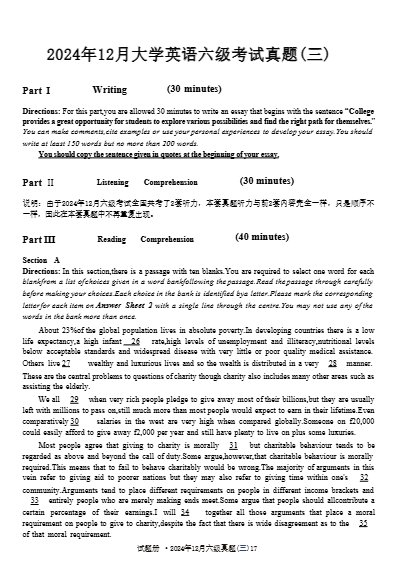 2024年12月大学英语六级考试真题(三)
Part I Writing (30 minutes)
Directions: For this part,you are allowed 30 minutes to write an essay that begins with the sentence “College
provides a great opportunity for students to explore various possibilities and find the right path for themselves.”
You can make comments,cite examples or use your personal experiences to develop your essay.You should
write at least 150 words but no more than 200 words.
You should copy the sentence given in quotes at the beginning of your essay.
Part II Listening Comprehension (30 minutes)
说明：由于2024年12月六级考试全国共考了2套听力，本套真题听力与前2套内容完全一样，只是顺序不
一样，因此在本套真题中不再重复出现。
Part III Reading Comprehension (40 minutes)
Section A
Directions: In this section,there is a passage with ten blanks.You are required to select one word for each
blankfrom a list of choices given in a word bankfollowing the passage.Read the passage through carefully
before making your choices.Each choice in the bank is identified bya letter.Please mark the corresponding
letter for each item on Answer Sheet 2 with a single line through the centre.You may not use any of the
words in the bank more than once.
About 23%of the global population lives in absolute poverty.In developing countries there is a low
life expectancy,a high infant 26 rate,high levels of unemployment and illiteracy,nutritional levels
below acceptable standards and widespread disease with very little or poor quality medical assistance.
Others live 27 wealthy and luxurious lives and so the wealth is distributed in a very 28 manner.
These are the central problems to questions of charity though charity also includes many other areas such as
assisting the elderly.
We all 29 when very rich people pledge to give away most of their billions,but they are usually
left with millions to pass on,still much more than most people would expect to earn in their lifetime.Even
comparatively 30 salaries in the west are very high when compared globally.Someone on f20,000
could easily afford to give away f2,000 per year and still have plenty to live on plus some luxuries.
Most people agree that giving to charity is morally 31 but charitable behaviour tends to be
regarded as above and beyond the call of duty.Some argue,however,that charitable behaviour is morally
required.This means that to fail to behave charitably would be wrong.The majority of arguments in this
vein refer to giving aid to poorer nations but they may also refer to giving time within one's 32
community.Arguments tend to place different requirements on people in different income brackets and
33 entirely people who are merely making ends meet.Some argue that people should allcontribute a
certain percentage of their earnings.I will 34 together all those arguments that place a moral
requirement on people to give to charity,despite the fact that there is wide disagreement as to the 35
of that moral requirement.
试题册 ·2024年12月六级真题(三)17